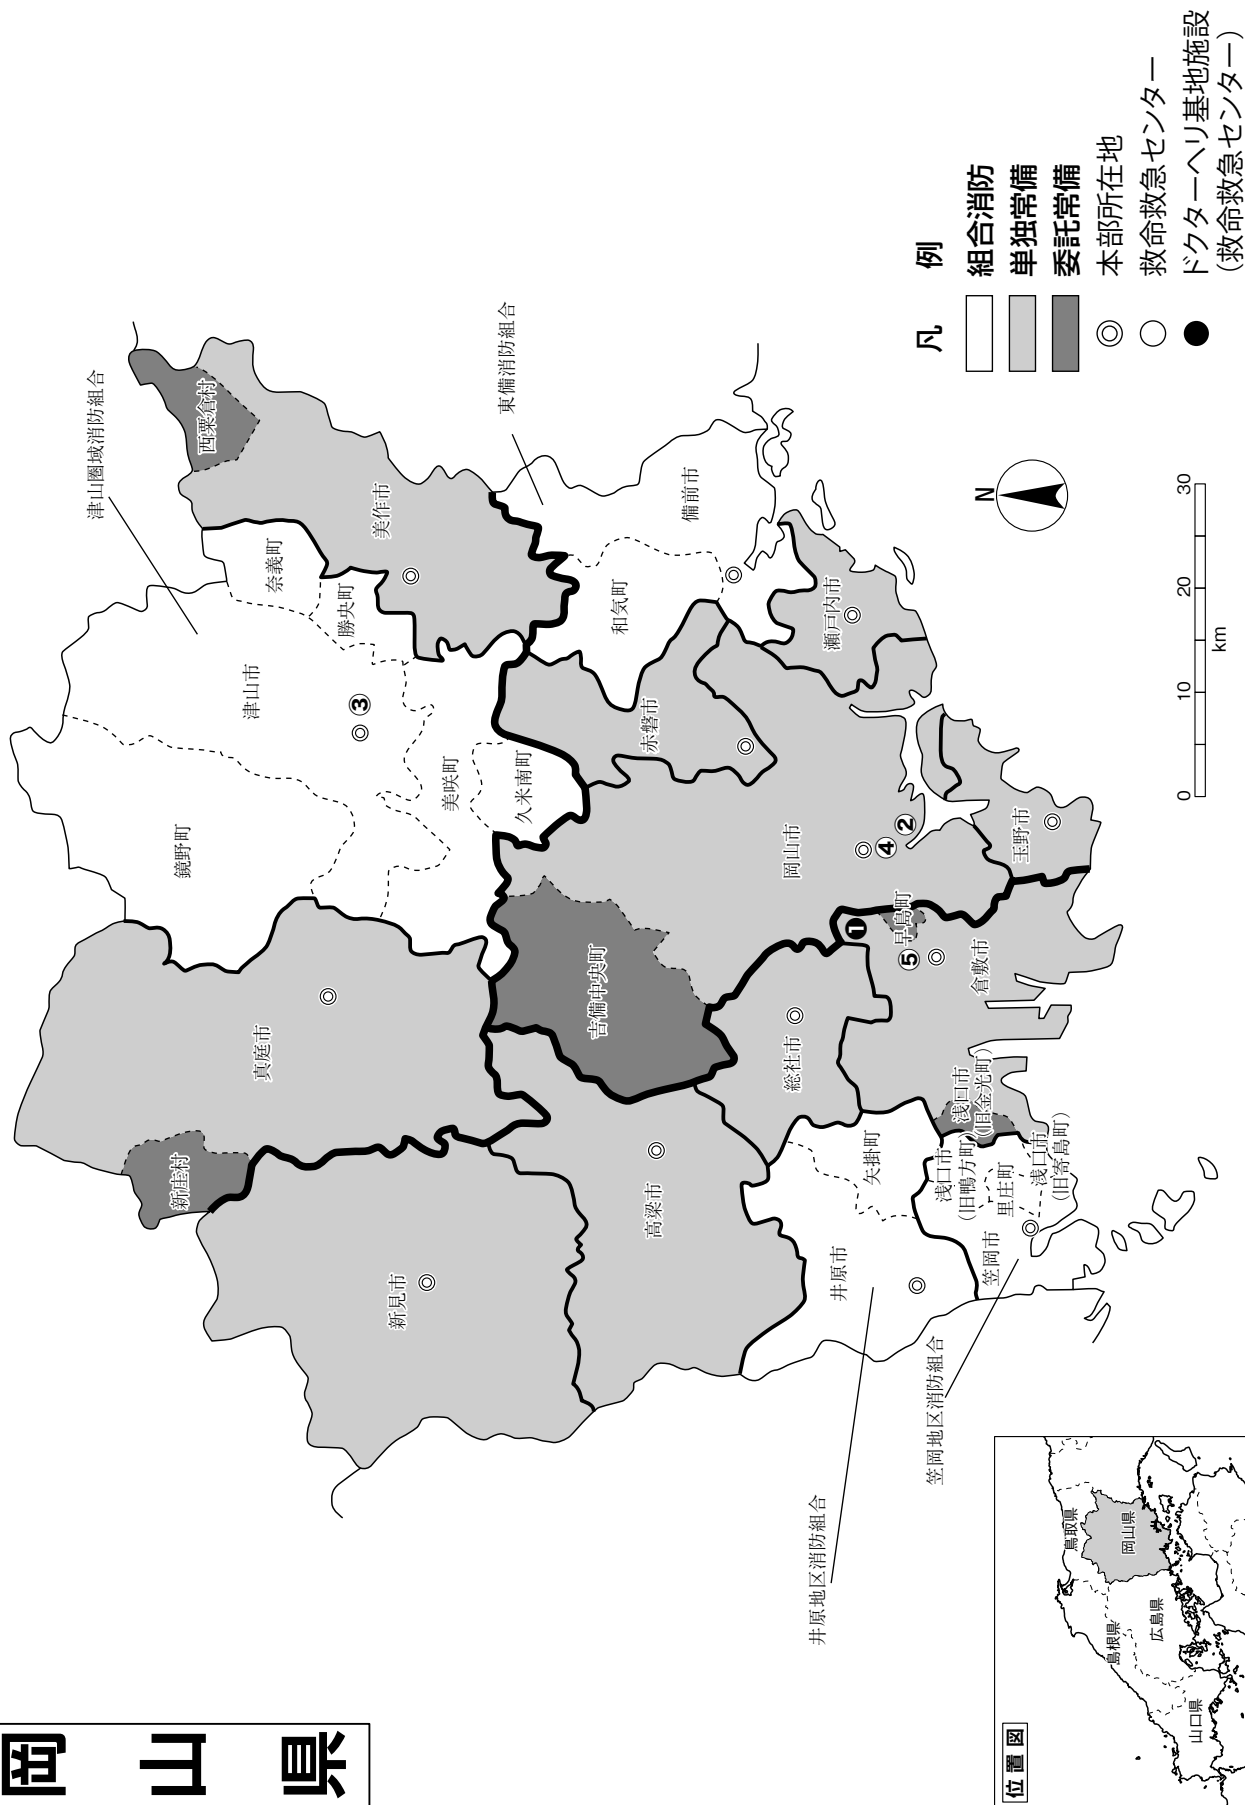 岡山県
津山圏域消防組合
東備消防組合
西粟倉村
美作市
奈義町
勝央町
津山市
鏡野町
美咲町
久米南町
和気町
備前市
瀬戸内市
赤磐市
岡山市
玉野市
早島町
倉敷市
吉備中央町
総社市
真庭市
新庄村
新見市
高梁市
矢掛町
井原市
浅口市
(旧金光町)
浅口市
(旧鴨方町)
里庄町
浅口市
(旧寄島町)
笠岡市
井原地区消防組合
笠岡地区消防組合
①
②
③
④
⑤
凡 例
組合消防
単独常備
委託常備
本部所在地
救命救急センター
ドクターヘリ基地施設
(救命救急センター)
N
0 10 20 30
km
位置図
鳥取県
岡山県
島根県
広島県
山口県